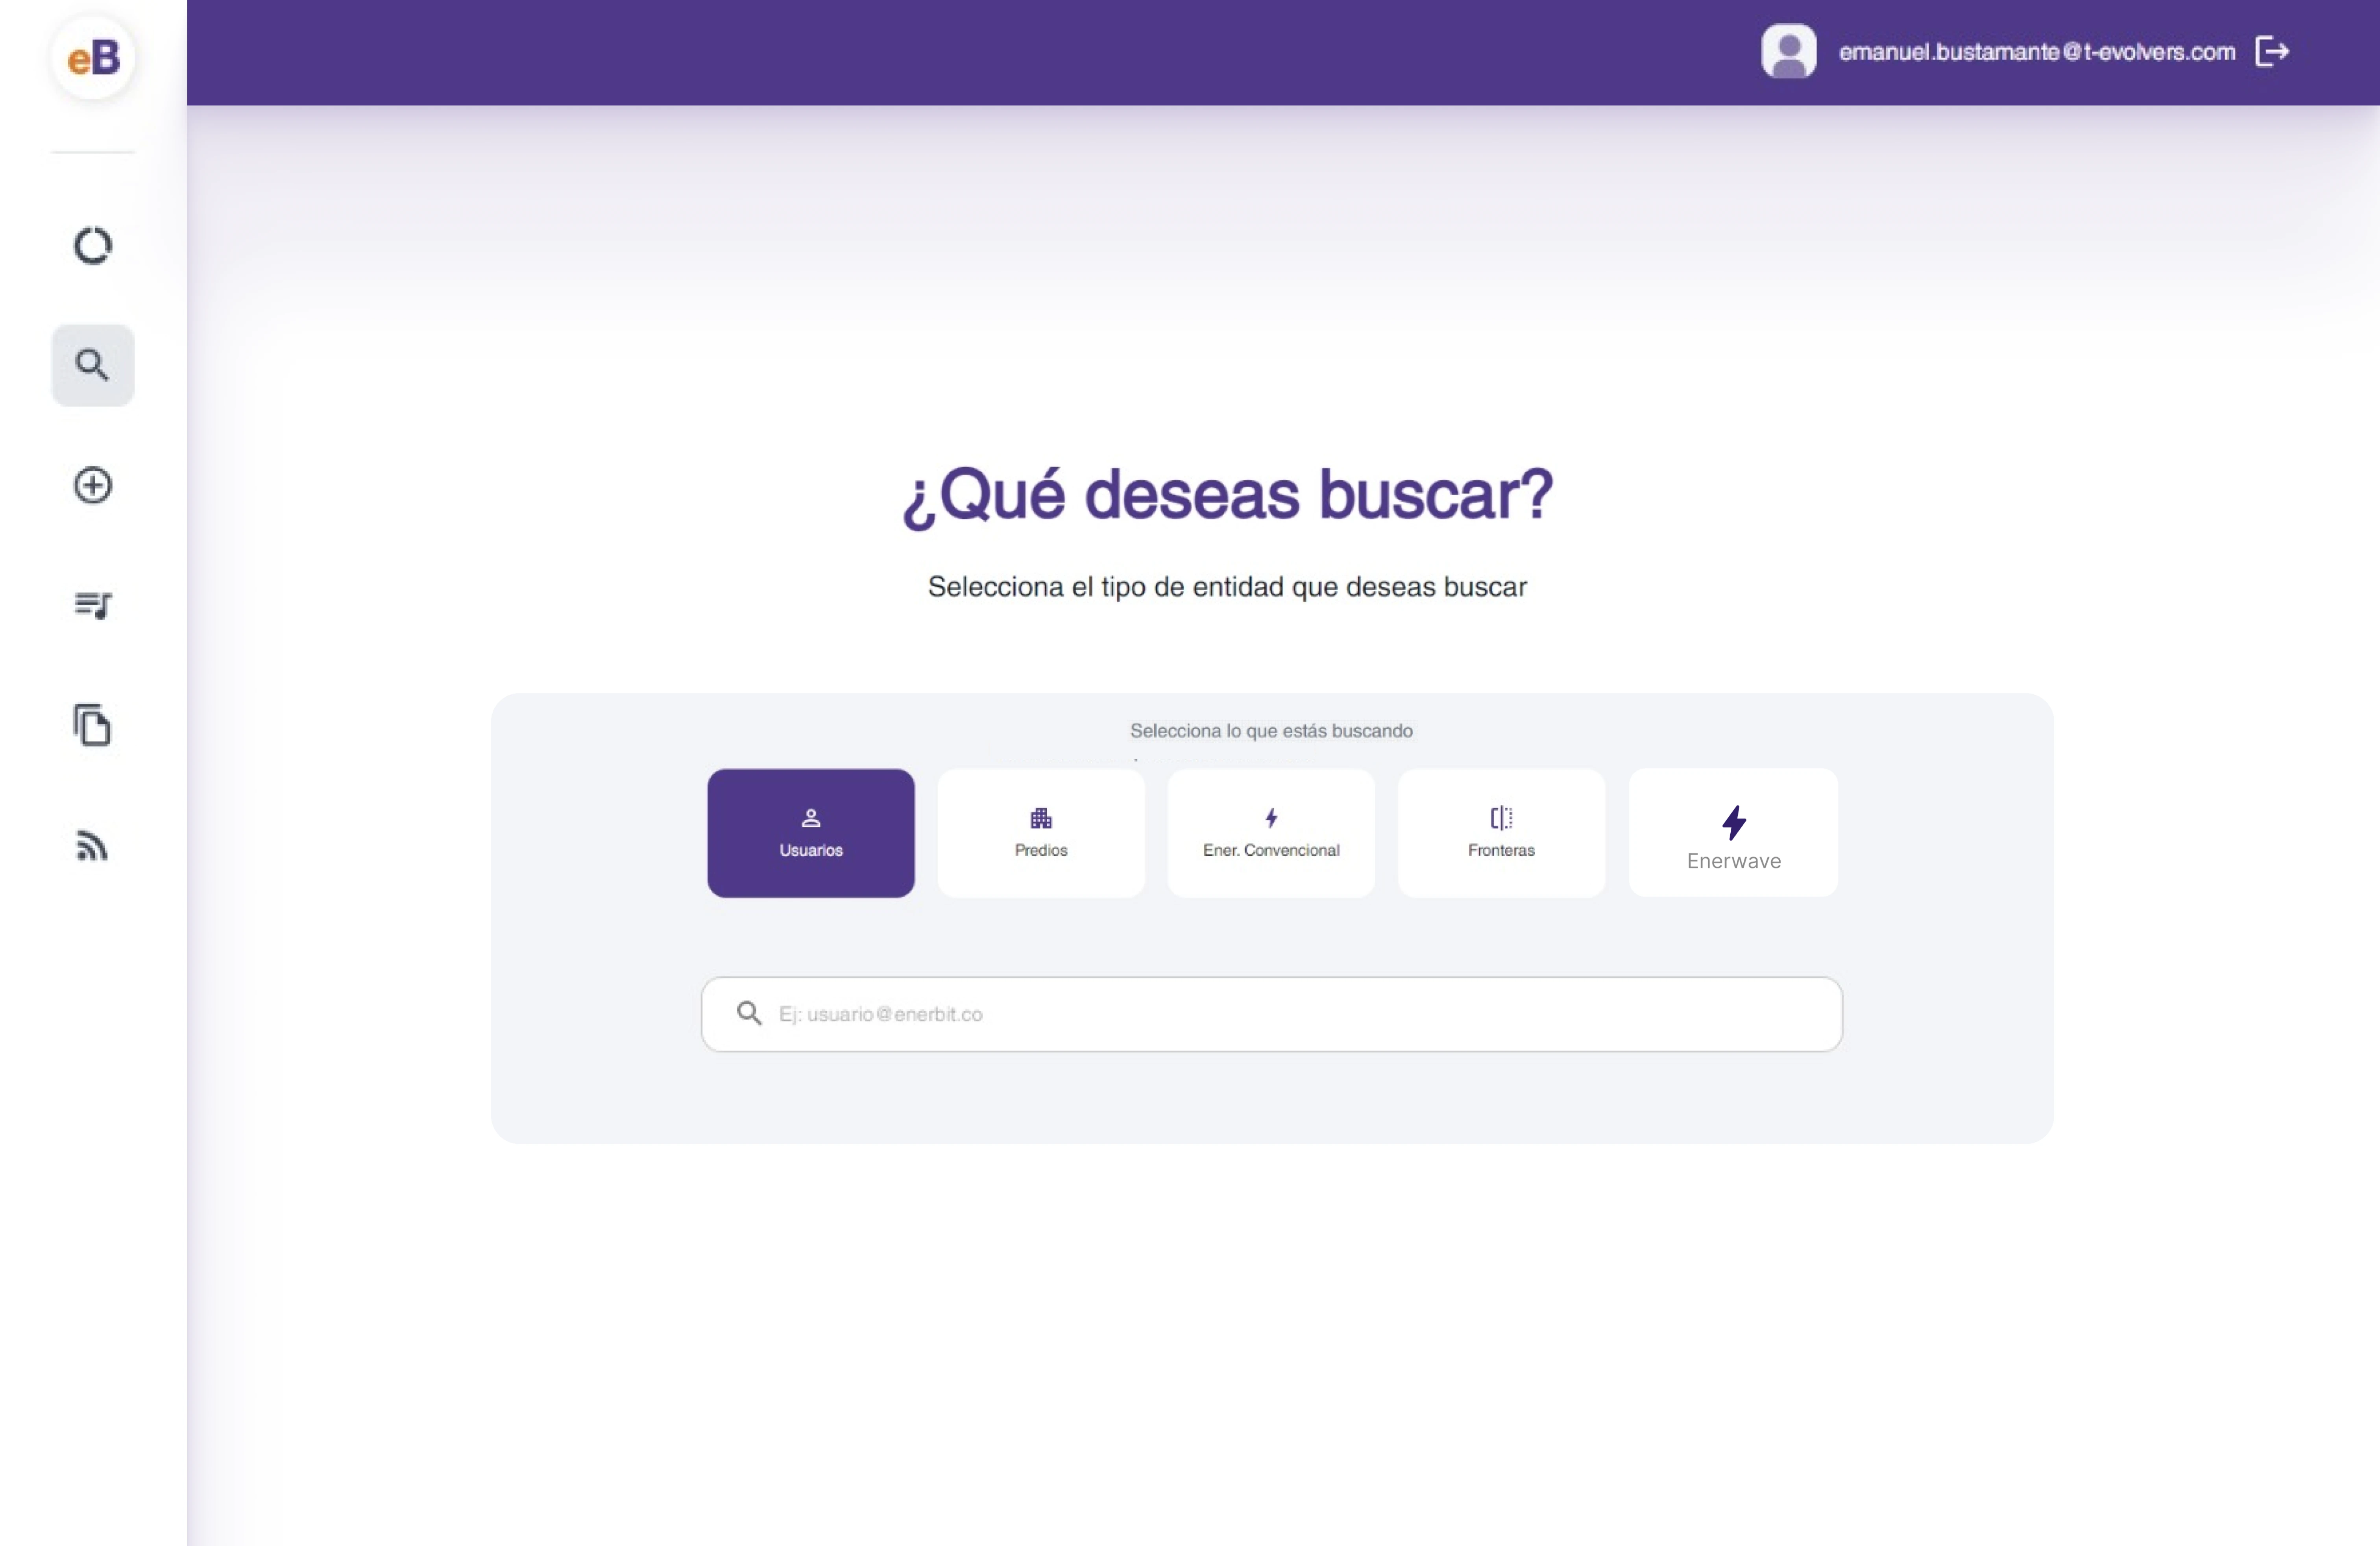 eB
emanuel.bustamante@t-evolvers.com
¿Qué deseas buscar?
Selecciona el tipo de entidad que deseas buscar
Selecciona lo que estás buscando
Usuarios
Predios
Ener. Convencional
Fronteras
Enerwave
Ej: usuario@enerbit.co